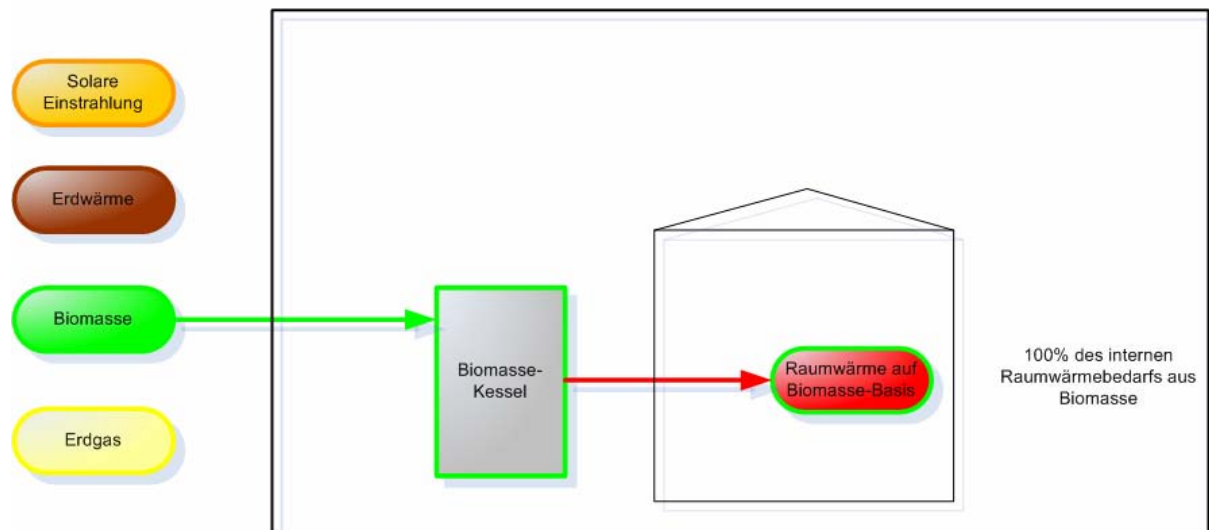 Solare
Einstrahlung
Erdwärme
Biomasse
Erdgas
Biomasse-
Kessel
Raumwärme auf
Biomasse-Basis
100% des internen
Raumwärmebedarfs aus
Biomasse